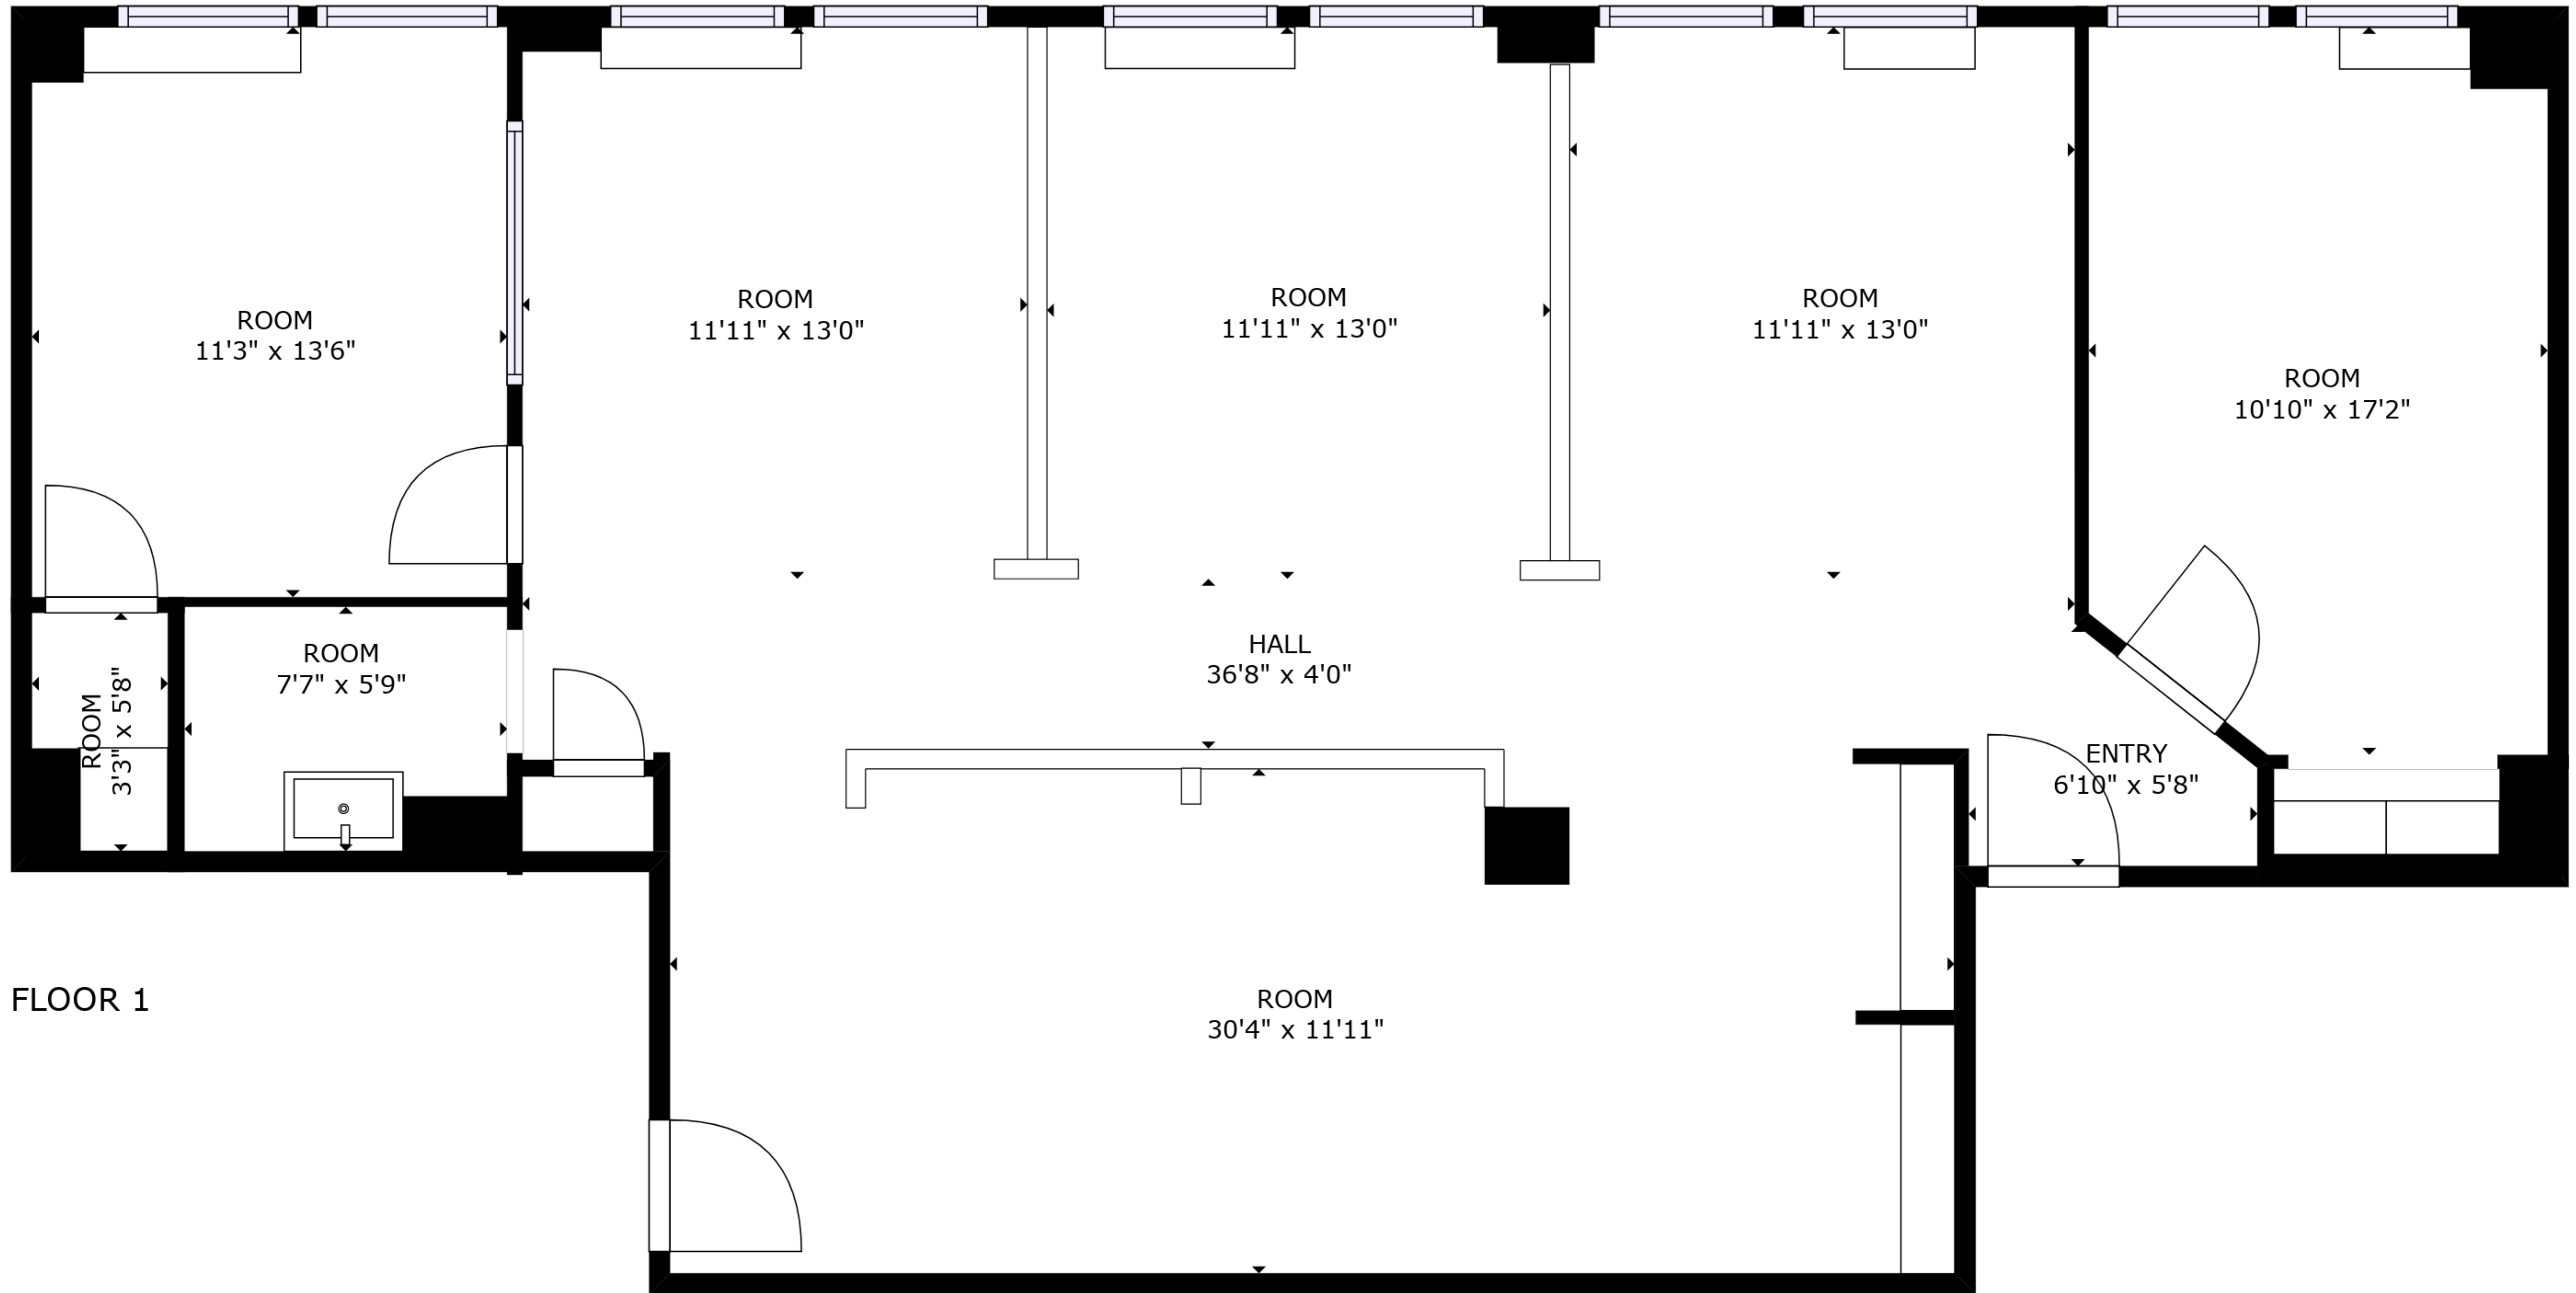 ROOM
11'3" x 13'6"
ROOM
11'11" x 13'0"
ROOM
11'11" x 13'0"
ROOM
11'11" x 13'0"
ROOM
10'10" x 17'2"
ROOM
3'3" x 5'8"
ROOM
7'7" x 5'9"
HALL
36'8" x 4'0"
ENTRY
6'10" x 5'8"
ROOM
30'4" x 11'11"
FLOOR 1